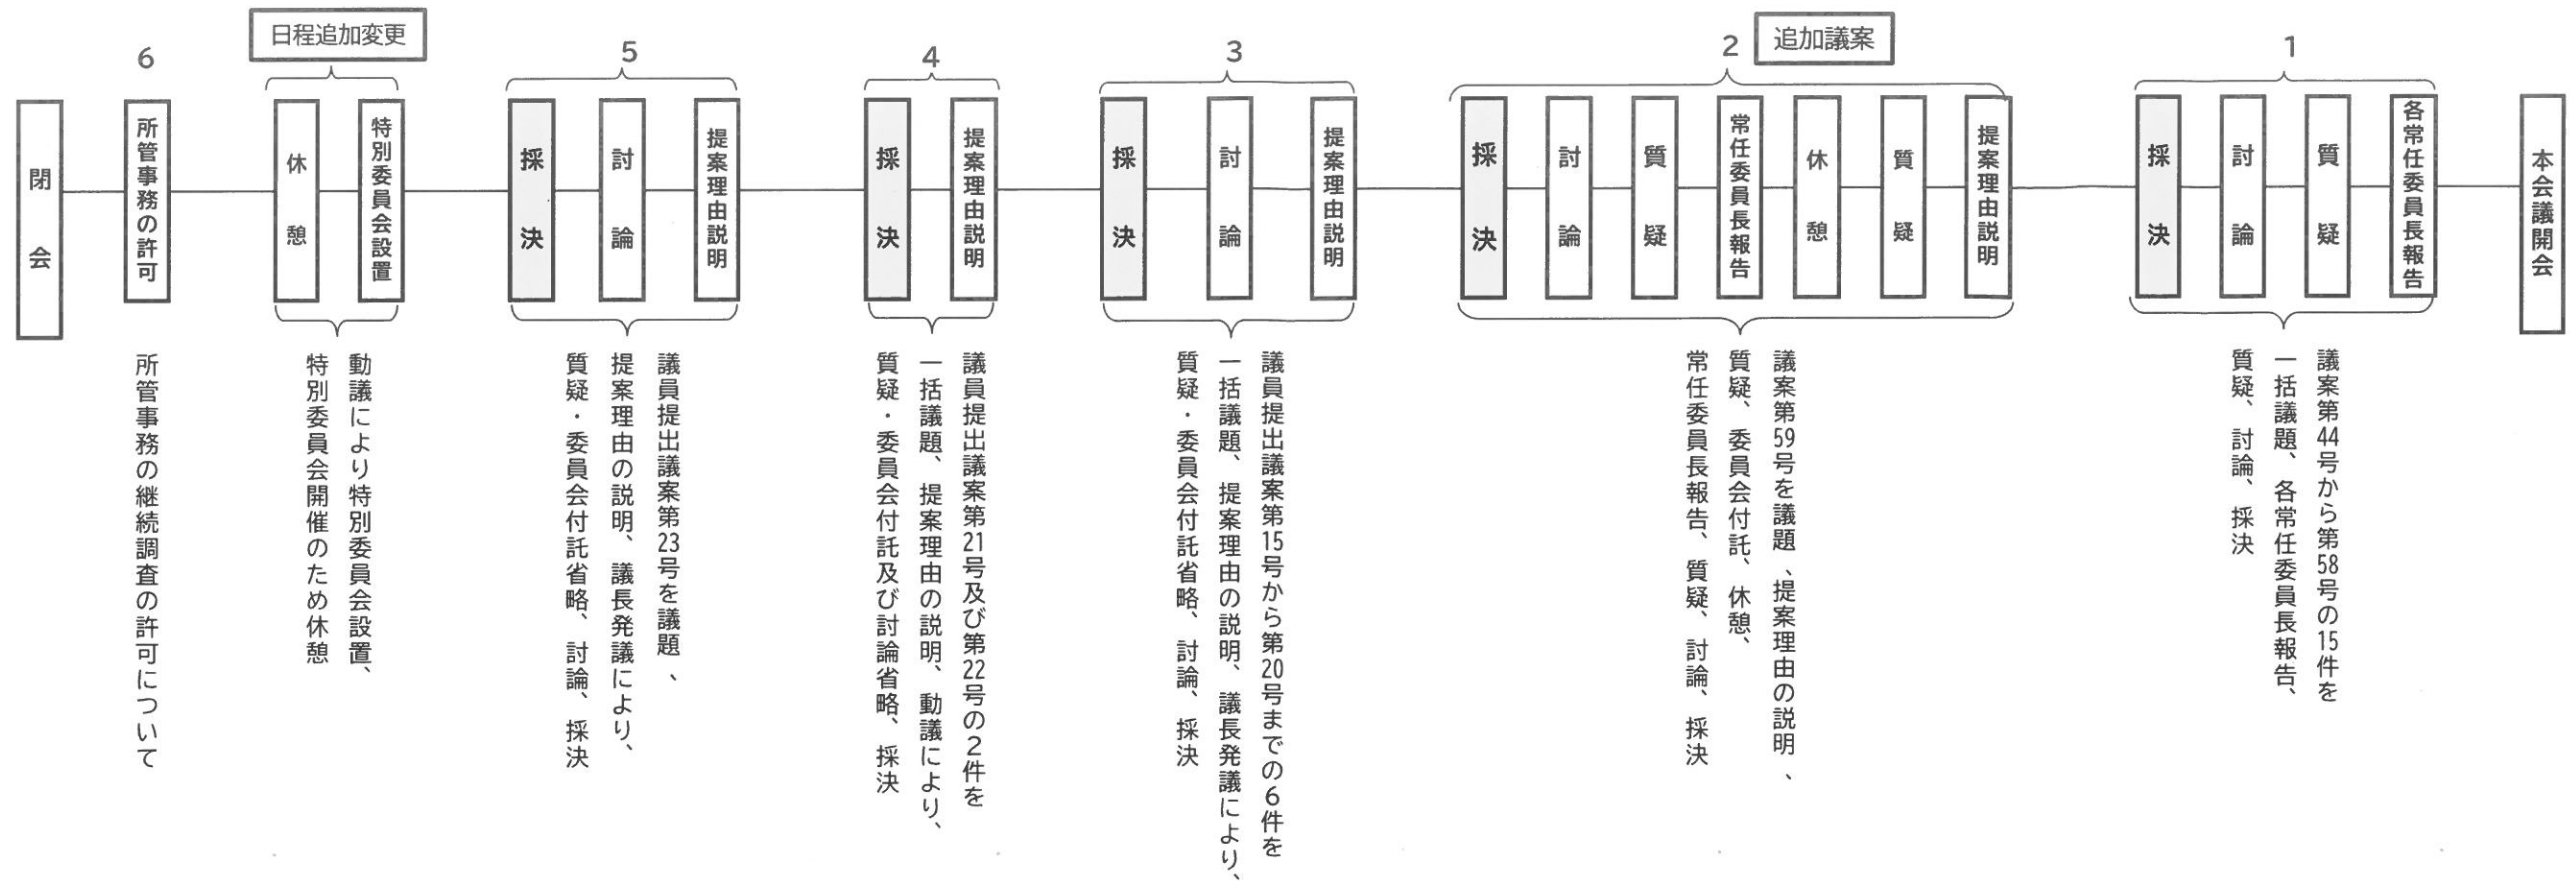 本会議開会
1
各常任委員長報告
質疑
討論
採決
議案第44号から第58号の15件を
一括議題、各常任委員長報告、
質疑、討論、採決
2
追加議案
提案理由説明
質疑
休憩
常任委員長報告
質疑
討論
採決
議案第59号を議題、提案理由の説明、
質疑、委員会付託、休憩、
常任委員長報告、質疑、討論、採決
3
提案理由説明
討論
採決
議員提出議案第15号から第20号までの6件を
一括議題、提案理由の説明、議長発議により、
質疑・委員会付託省略、討論、採決
4
提案理由説明
採決
議員提出議案第21号及び第22号の2件を
一括議題、提案理由の説明、動議により、
質疑・委員会付託及び討論省略、採決
5
提案理由説明
討論
採決
議員提出議案第23号を議題、
提案理由の説明、議長発議により、
質疑・委員会付託省略、討論、採決
日程追加変更
特別委員会設置
休憩
動議により特別委員会設置、
特別委員会開催のため休憩
6
所管事務の許可
所管事務の継続調査の許可について
閉会